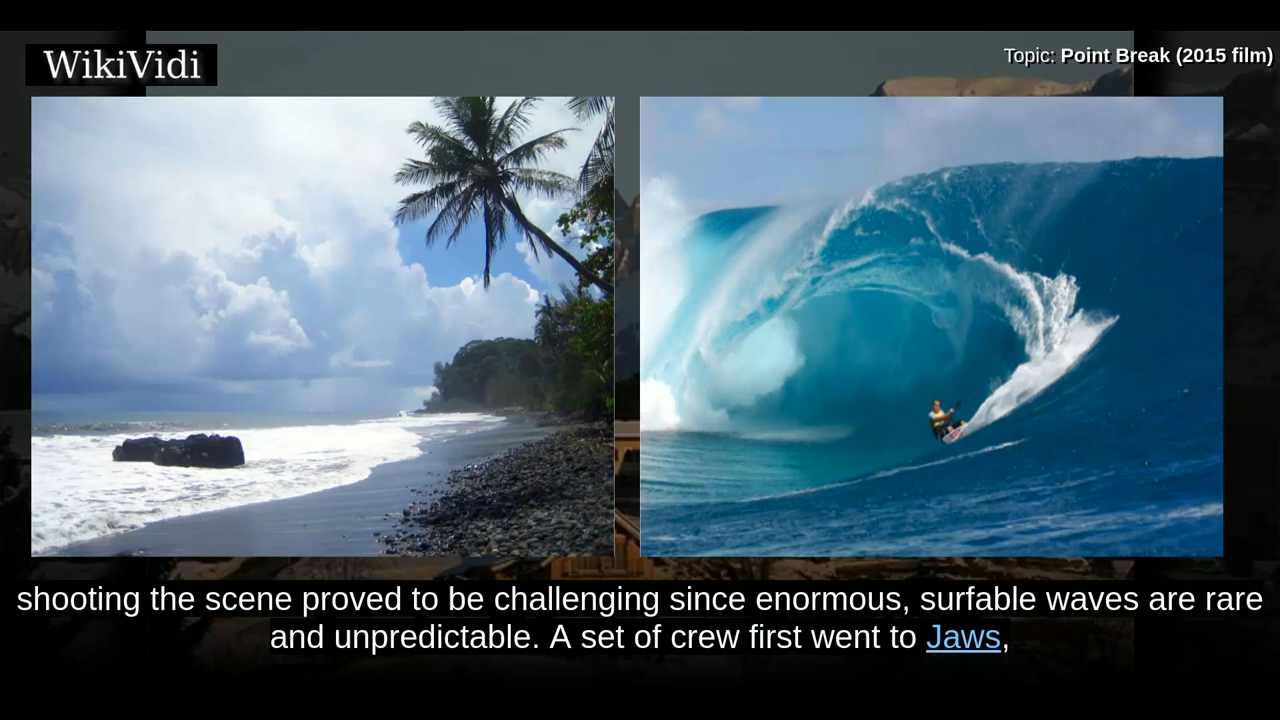 WikiVidi
Topic: Point Break (2015 film)
shooting the scene proved to be challenging since enormous, surfable waves are rare
and unpredictable. A set of crew first went to Jaws,